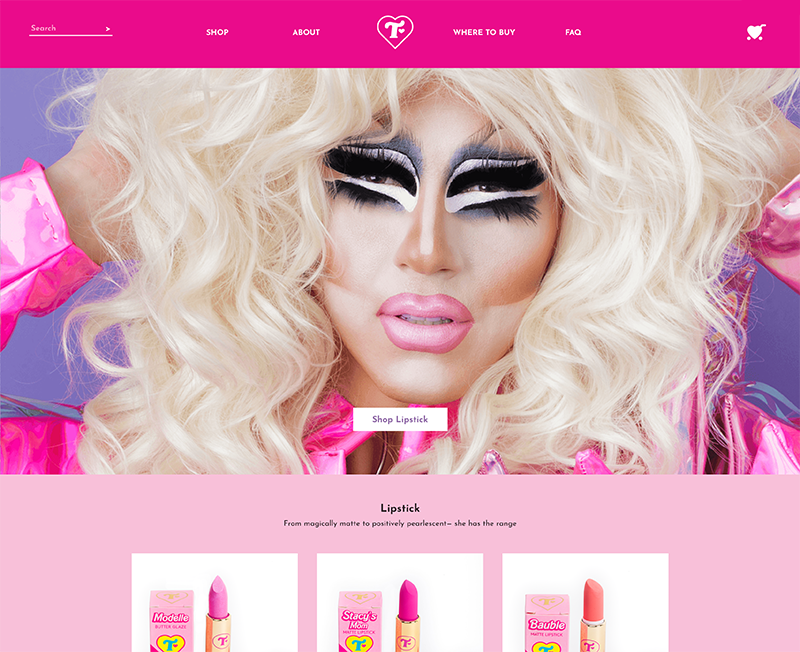 Search >
SHOP
ABOUT
T
WHERE TO BUY
FAQ
Shop Lipstick
Lipstick
From magically matte to positively pearlescent— she has the range
Modelle
BUTTER GLAZE
T
Stacy's
Mom
MATTE LIPSTICK
T
Bauble
MATTE LIPSTICK
T